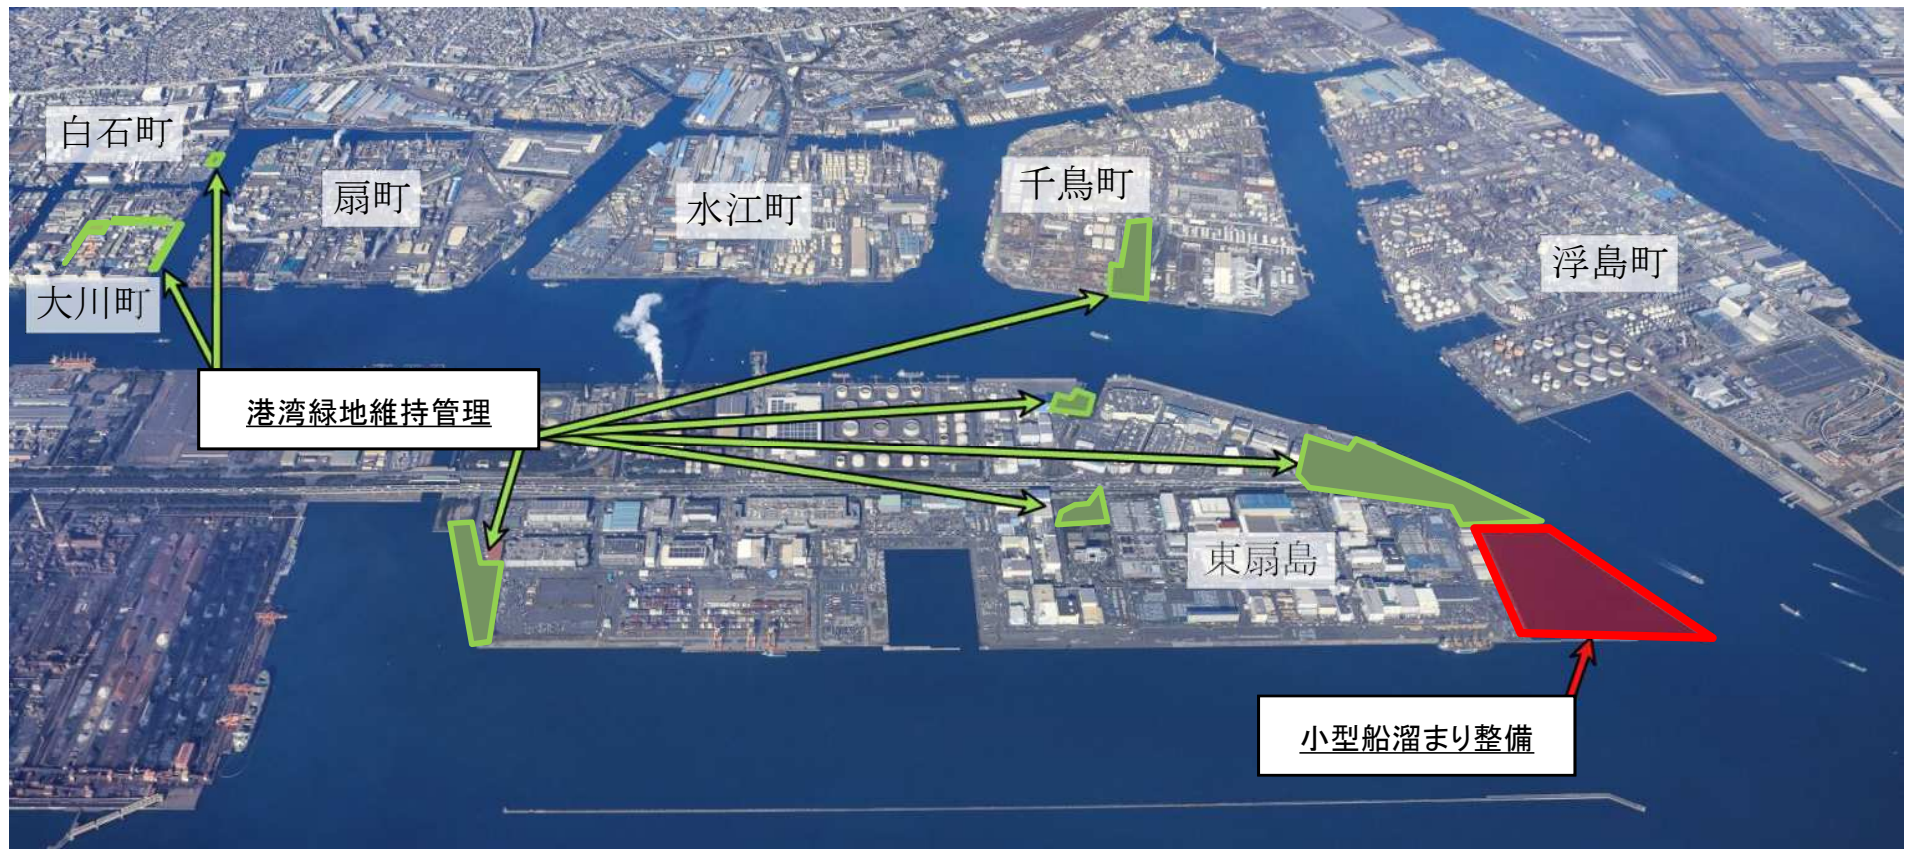 白石町
扇町
水江町
千鳥町
浮島町
大川町
港湾緑地維持管理
東扇島
小型船溜まり整備